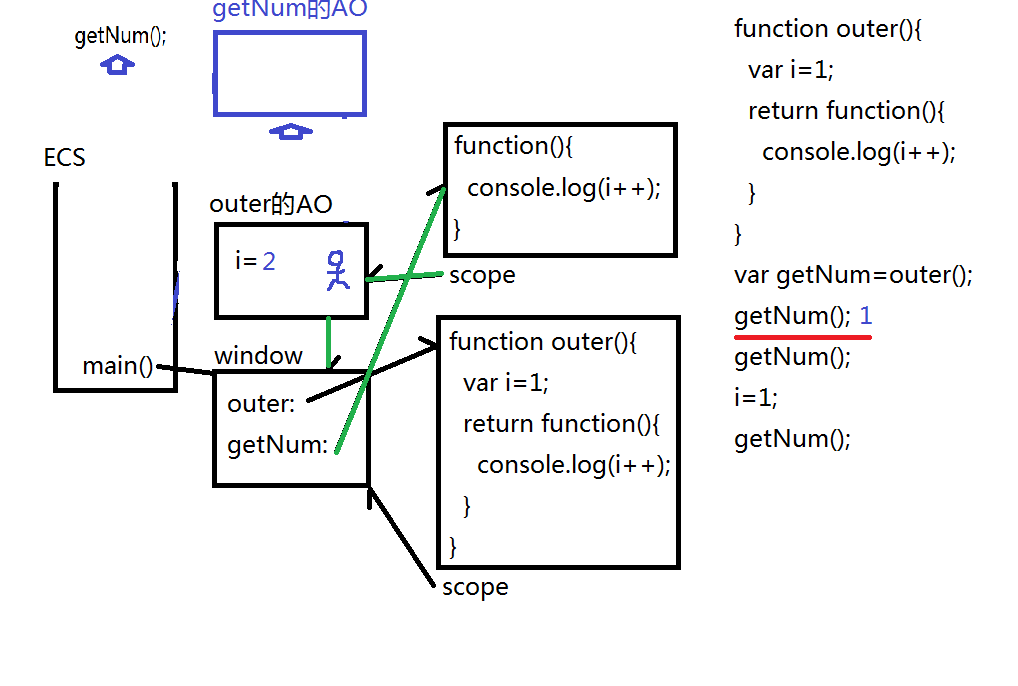 getNum的AO
getNum();
ECS
outer的AO
i=2
main()
window
outer:
getNum:
function(){
console.log(i++);
}
scope
function outer(){
var i=1;
return function(){
console.log(i++);
}
}
scope
function outer(){
var i=1;
return function(){
console.log(i++);
}
}
var getNum=outer();
getNum(); 1
getNum();
i=1;
getNum();